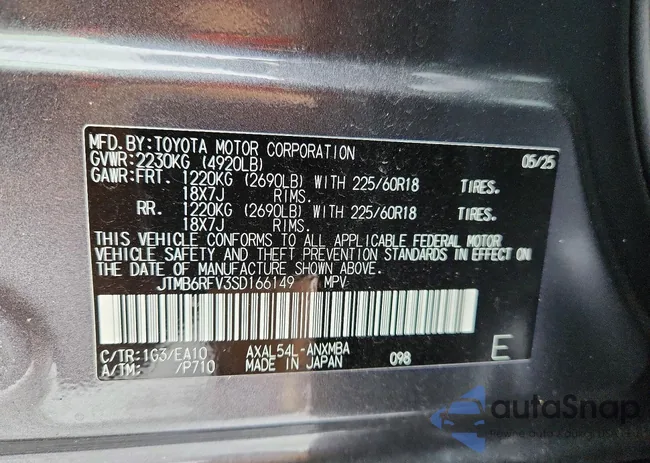 MFD.BY:TOYOTA MOTOR CORPORATION 05/25
GVWR:2230KG (4920LB)
GAWR:FRT. 1220KG (2690LB) WITH 225/60R18 TIRES.
18X7J RIMS.
RR. 1220KG (2690LB) WITH 225/60R18 TIRES.
18X7J RIMS.
THIS VEHICLE CONFORMS TO ALL APPLICABLE FEDERAL MOTOR
VEHICLE SAFETY AND THEFT PREVENTION STANDARDS IN EFFECT ON
THE DATE OF MANUFACTURE SHOWN ABOVE.
JTMB6RFV3SD166149 MPV
C/TR:1G3/EA10 AXAL54L-ANXMBA
A/TM: /P710 MADE IN JAPAN 098 E
autoSnap